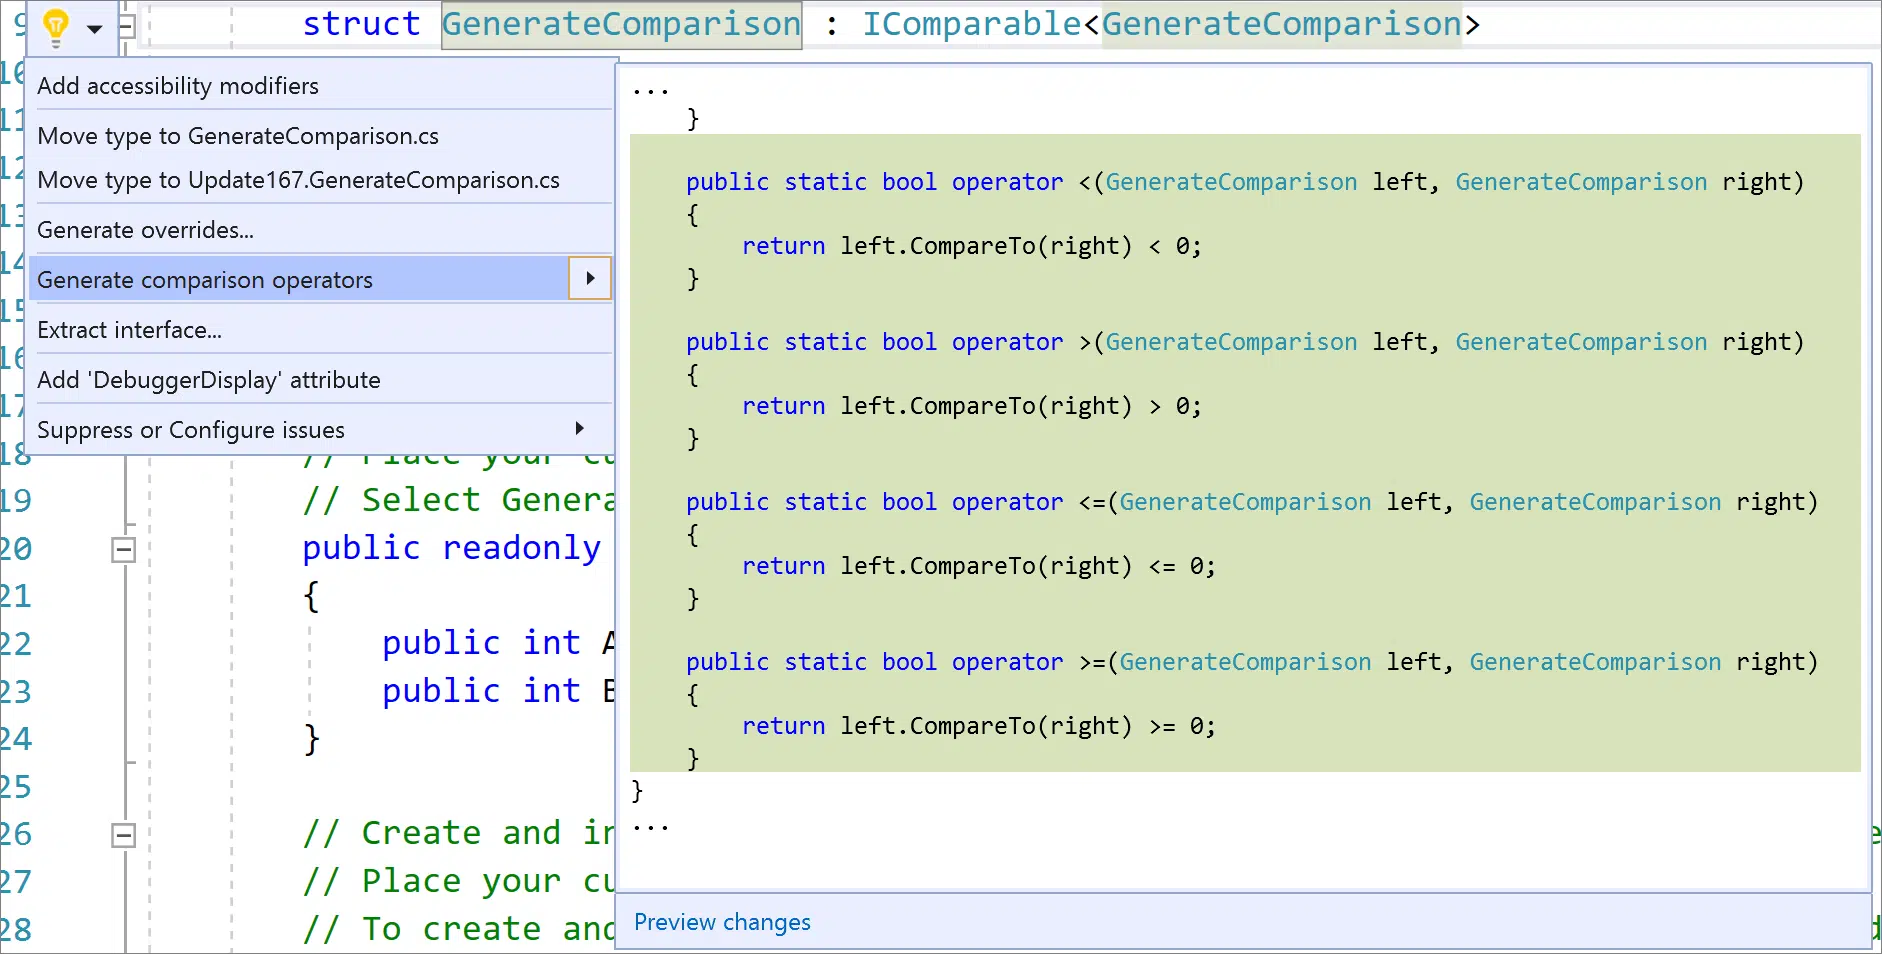 9 struct GenerateComparison : IComparable<GenerateComparison>
10
11
12
13
14
15
16
17
Add accessibility modifiers
Move type to GenerateComparison.cs
Move type to Update167.GenerateComparison.cs
Generate overrides...
Generate comparison operators
Extract interface...
Add 'DebuggerDisplay' attribute
Suppress or Configure issues
18 // Place your
19 // Select
20 public readonly
21 {
22 public int
23 public int
24 }
25
26 // Create and
27 // Place your
28 // To create
...
}
public static bool operator <(GenerateComparison left, GenerateComparison right)
{
return left.CompareTo(right) < 0;
}
public static bool operator >(GenerateComparison left, GenerateComparison right)
{
return left.CompareTo(right) > 0;
}
public static bool operator <=(GenerateComparison left, GenerateComparison right)
{
return left.CompareTo(right) <= 0;
}
public static bool operator >=(GenerateComparison left, GenerateComparison right)
{
return left.CompareTo(right) >= 0;
}
}
...
Preview changes